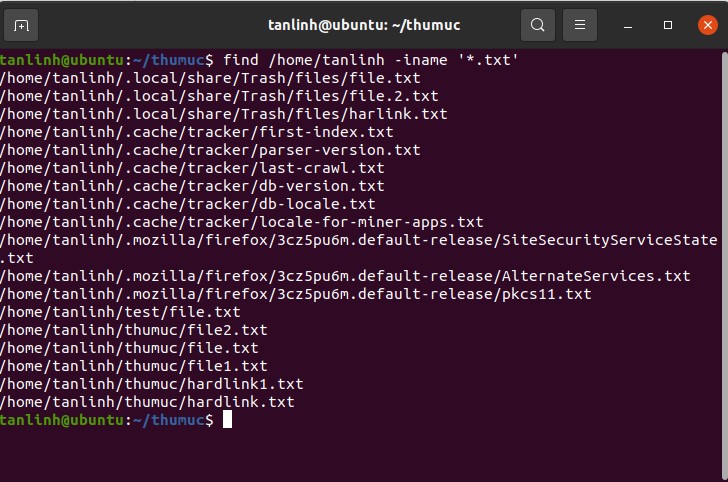 tanlinh@ubuntu: ~/thumuc
tanlinh@ubuntu:~/thumuc$ find /home/tanlinh -iname '*.txt'
/home/tanlinh/.local/share/Trash/files/file.txt
/home/tanlinh/.local/share/Trash/files/file.2.txt
/home/tanlinh/.local/share/Trash/files/harlink.txt
/home/tanlinh/.cache/tracker/first-index.txt
/home/tanlinh/.cache/tracker/parser-version.txt
/home/tanlinh/.cache/tracker/last-crawl.txt
/home/tanlinh/.cache/tracker/db-version.txt
/home/tanlinh/.cache/tracker/db-locale.txt
/home/tanlinh/.cache/tracker/locale-for-miner-apps.txt
/home/tanlinh/.mozilla/firefox/3cz5pu6m.default-release/SiteSecurityServiceState
.txt
/home/tanlinh/.mozilla/firefox/3cz5pu6m.default-release/AlternateServices.txt
/home/tanlinh/.mozilla/firefox/3cz5pu6m.default-release/pkcs11.txt
/home/tanlinh/test/file.txt
/home/tanlinh/thumuc/file2.txt
/home/tanlinh/thumuc/file.txt
/home/tanlinh/thumuc/file1.txt
/home/tanlinh/thumuc/hardlink1.txt
/home/tanlinh/thumuc/hardlink.txt
tanlinh@ubuntu:~/thumuc$